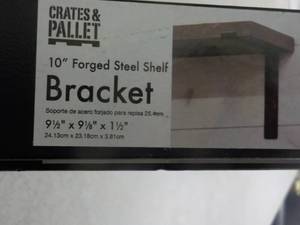 CRATES &
PALLET
10" Forged Steel Shelf
Bracket
Soporte de acero forjado para repisa 25.4cm
9½" x 9⅛" x 1½"
24.13cm x 23.18cm x 3.81cm